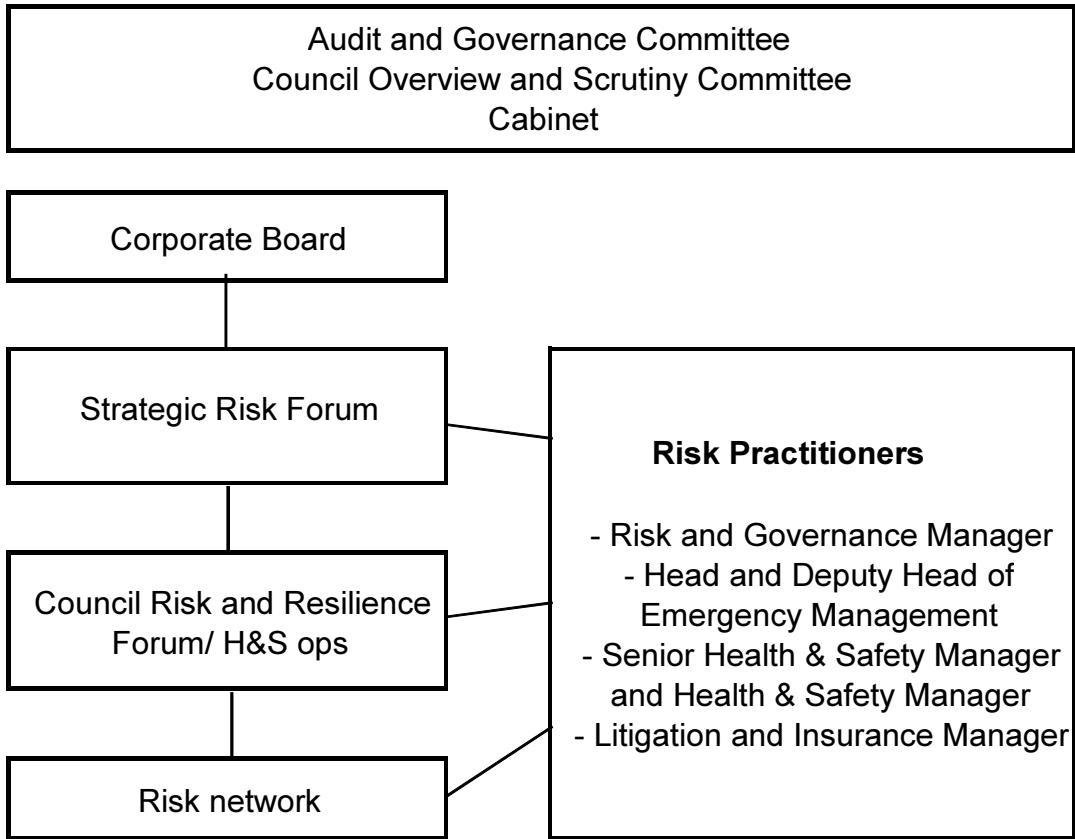 Audit and Governance Committee
Council Overview and Scrutiny Committee
Cabinet
Corporate Board
Strategic Risk Forum
Council Risk and Resilience
Forum/ H&S ops
Risk network
Risk Practitioners
- Risk and Governance Manager
- Head and Deputy Head of
Emergency Management
- Senior Health & Safety Manager
and Health & Safety Manager
- Litigation and Insurance Manager